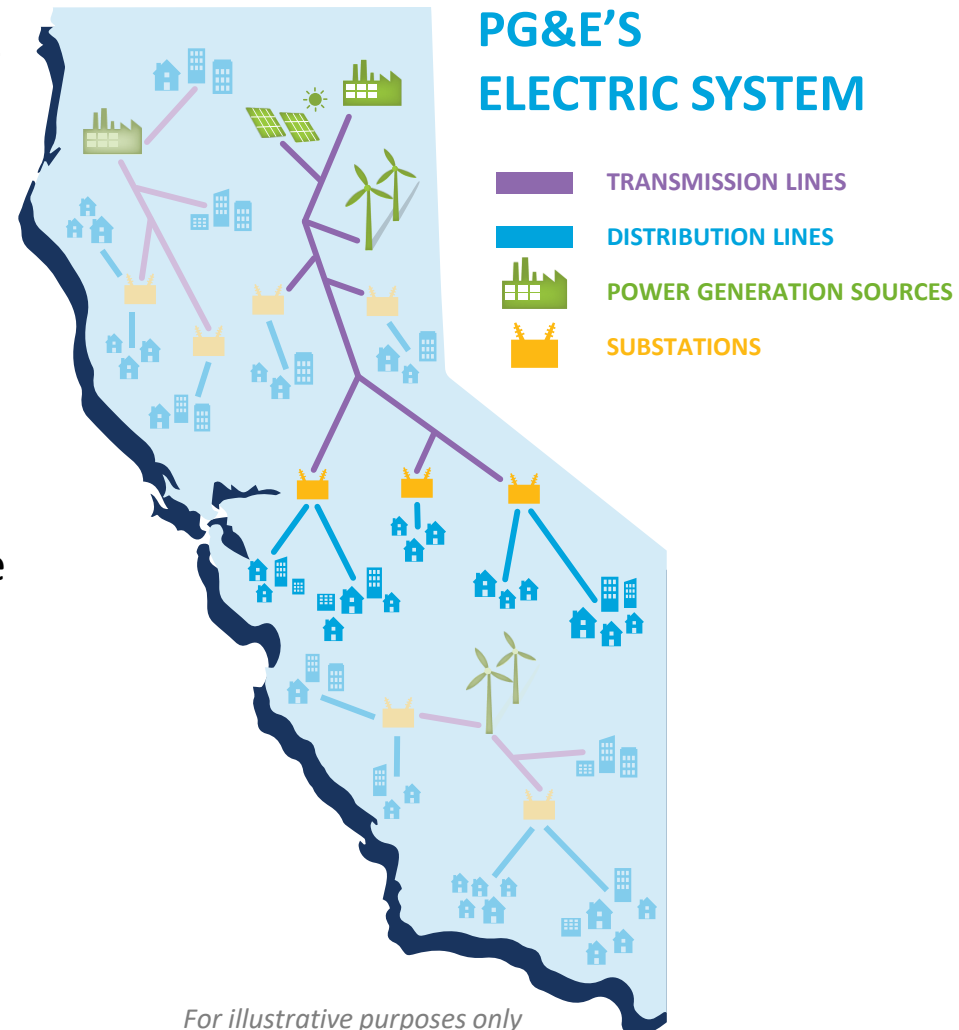 PG&E'S
ELECTRIC SYSTEM
TRANSMISSION LINES
DISTRIBUTION LINES
POWER GENERATION SOURCES
SUBSTATIONS
e
For illustrative purposes only